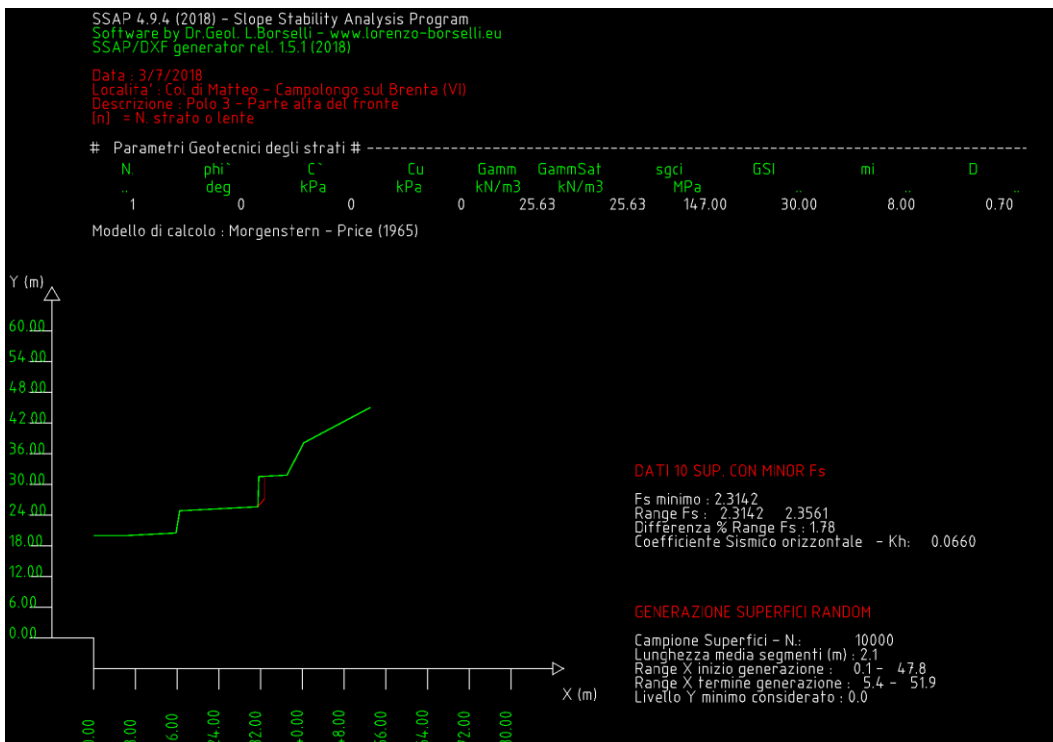 SSAP 4.9.4 (2018) - Slope Stability Analysis Program
Software by Dr.Geol. L.Borselli - www.lorenzo-borselli.eu
SSAP/DXF generator rel. 1.5.1 (2018)
Data : 3/7/2018
Localita' : Col di Matteo - Campolongo sul Brenta (VI)
Descrizione : Polo 3 - Parte alta del fronte
[n] = N. strato o lente
# Parametri Geotecnici degli strati # ------------------------------------------------------------
N. phi` C` Cu Gamm GammSat sgci GSI mi D
.. deg kPa kPa kN/m3 kN/m3 MPa .. .. ..
1 0 0 0 25.63 25.63 147.00 30.00 8.00 0.70
Modello di calcolo : Morgenstern - Price (1965)
Y (m)
60.00
54.00
48.00
42.00
36.00
30.00
24.00
18.00
12.00
6.00
0.00
DATI 10 SUP. CON MINOR Fs
Fs minimo : 2.3142
Range Fs : 2.3142 2.3561
Differenza % Range Fs : 1.78
Coefficiente Sismico orizzontale - Kh: 0.0660
GENERAZIONE SUPERFICI RANDOM
Campione Superfici - N.: 10000
Lunghezza media segmenti (m) : 2.1
Range X inizio generazione : 0.1 - 47.8
Range X termine generazione : 5.4 - 51.9
Livello Y minimo considerato : 0.0
X (m)